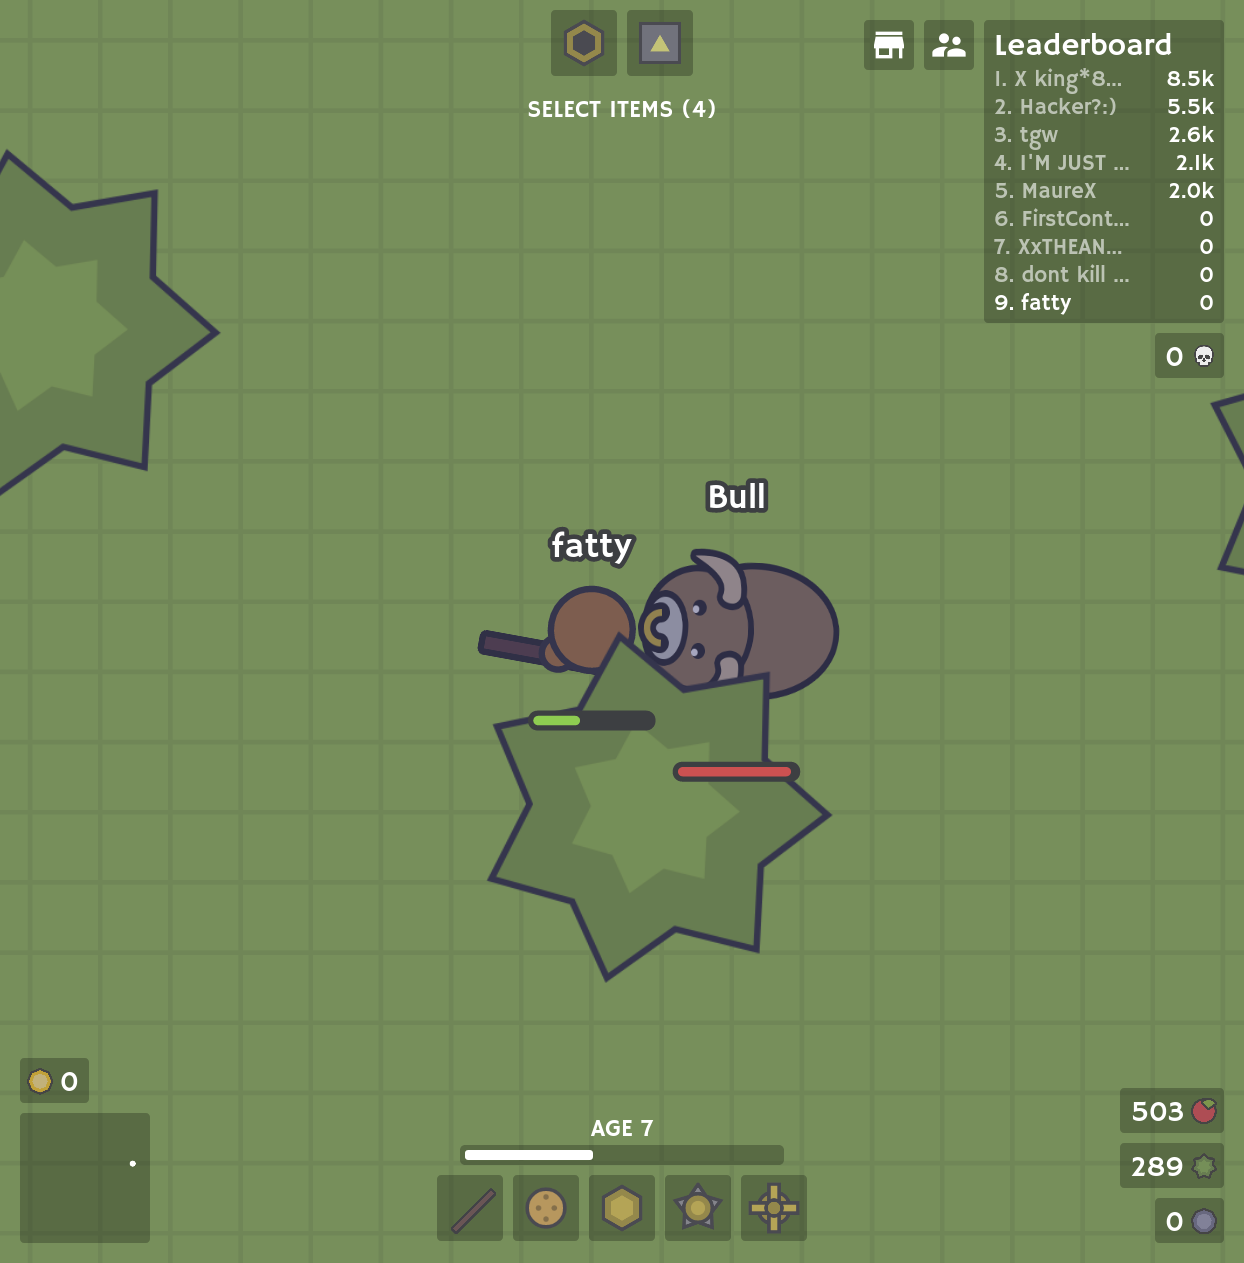 SELECT ITEMS (4)
Leaderboard
1. X king*8... 8.5k
2. Hacker?:) 5.5k
3. tgw 2.6k
4. I'M JUST ... 2.1k
5. MaureX 2.0k
6. FirstCont... 0
7. XxTHEAN... 0
8. dont kill ... 0
9. fatty 0
0
Bull
fatty
0
AGE 7
503
289
0